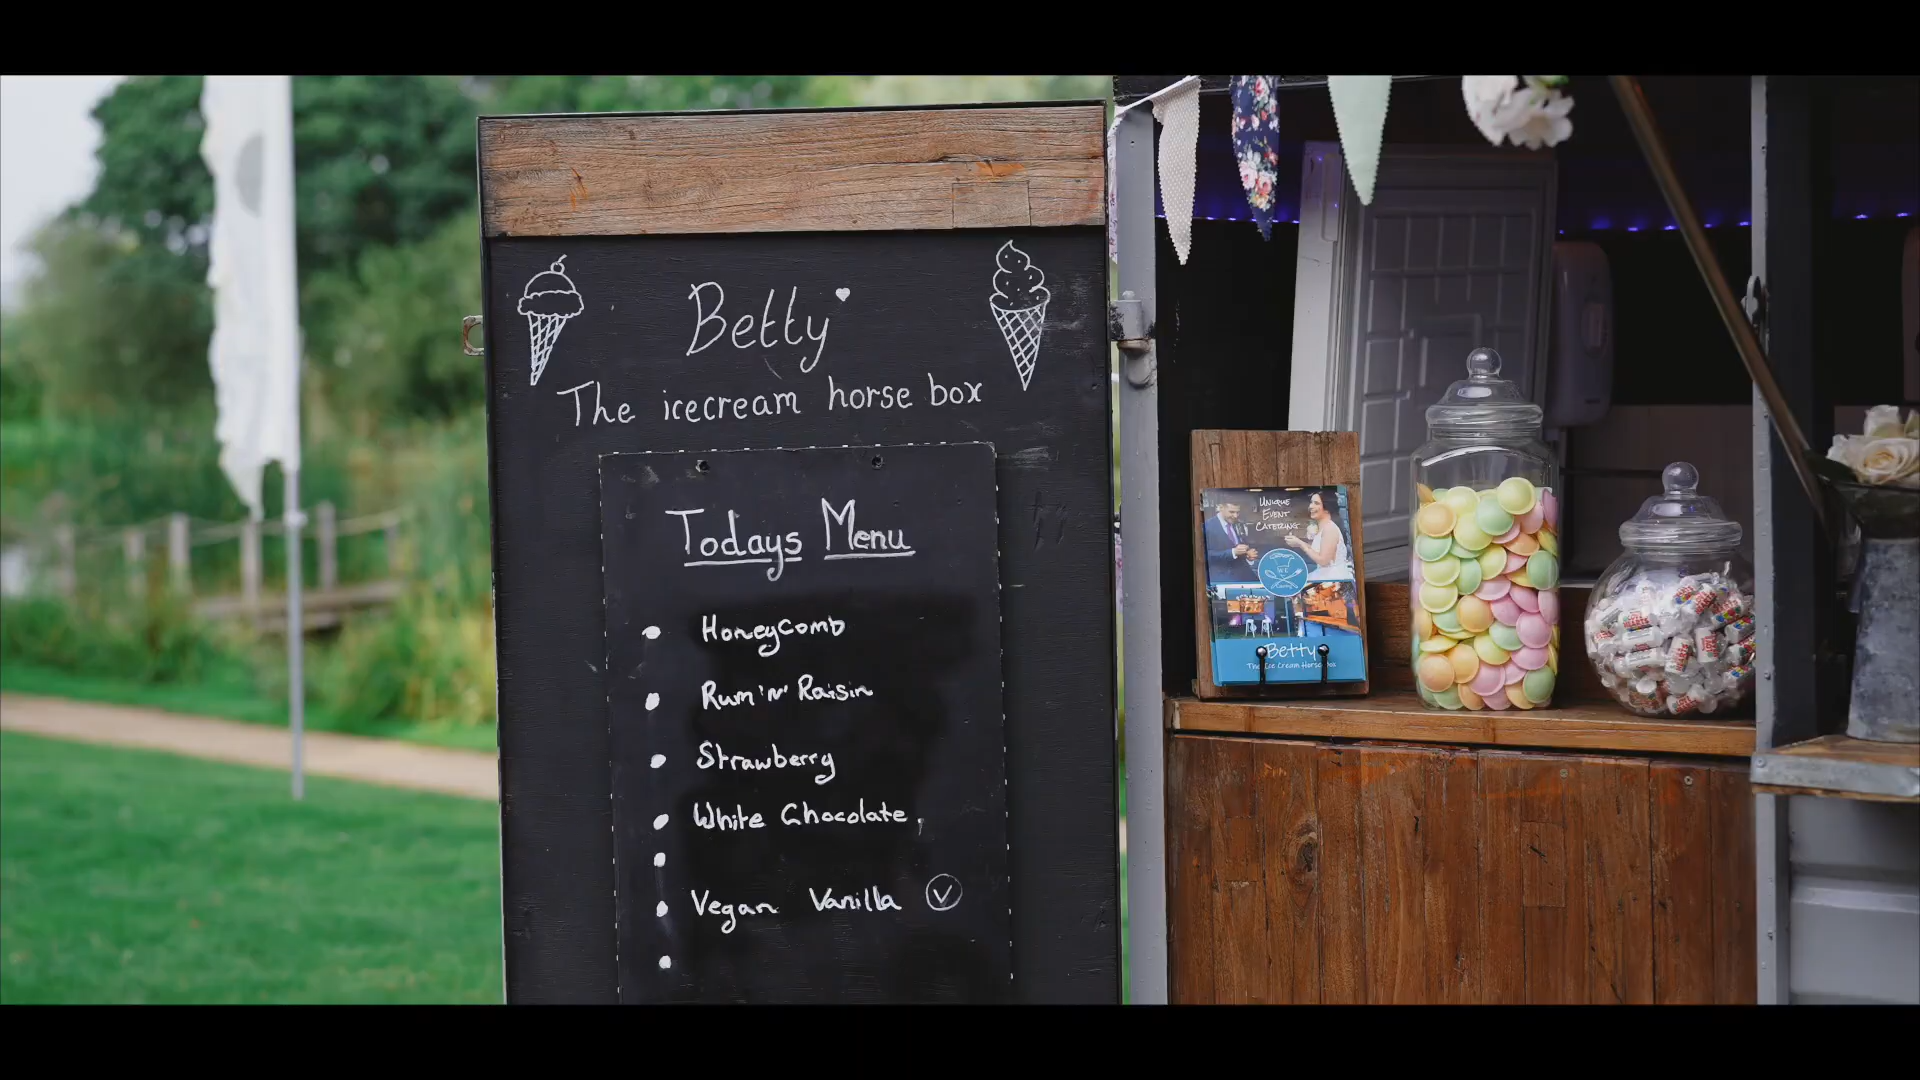 Betty
The icecream horse box
Todays Menu
Honeycomb
Rum 'n' Raisin
Strawberry
White Chocolate
Vegan Vanilla V
UNIQUE
EVENT
CATERING
Betty
The Ice Cream Horse Box